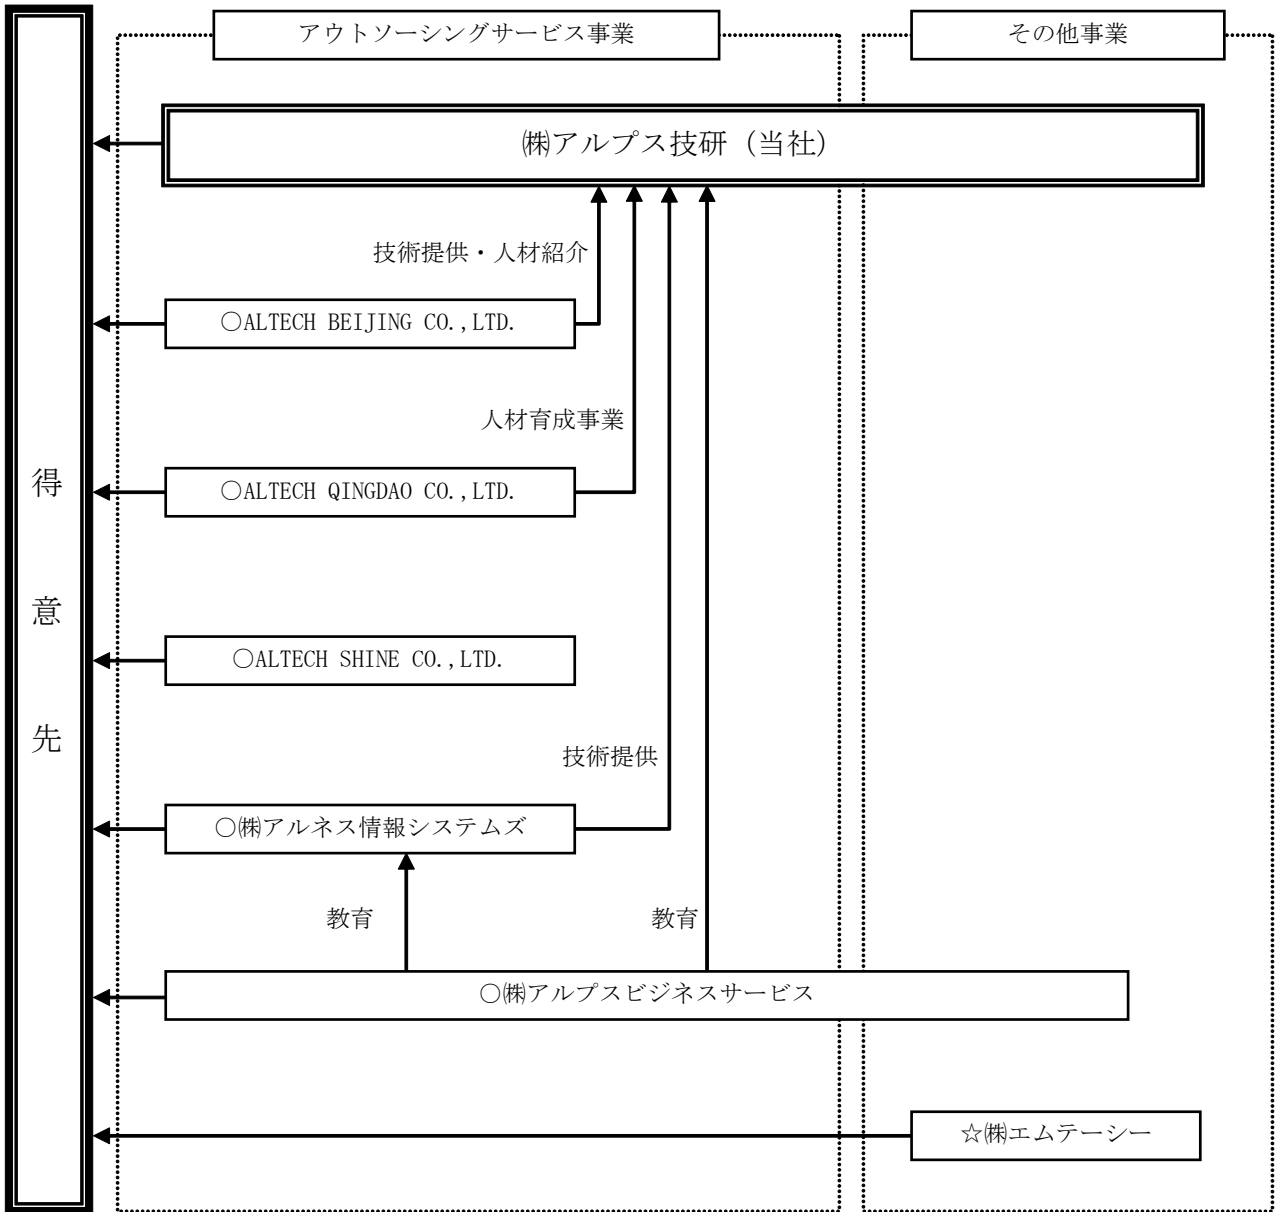 アウトソーシングサービス事業
その他事業
㈱アルプス技研（当社）
技術提供・人材紹介
○ALTECH BEIJING CO.,LTD.
人材育成事業
○ALTECH QINGDAO CO.,LTD.
得意先
○ALTECH SHINE CO.,LTD.
技術提供
○㈱アルネス情報システムズ
教育
教育
○㈱アルプスビジネスサービス
☆㈱エムテーシー